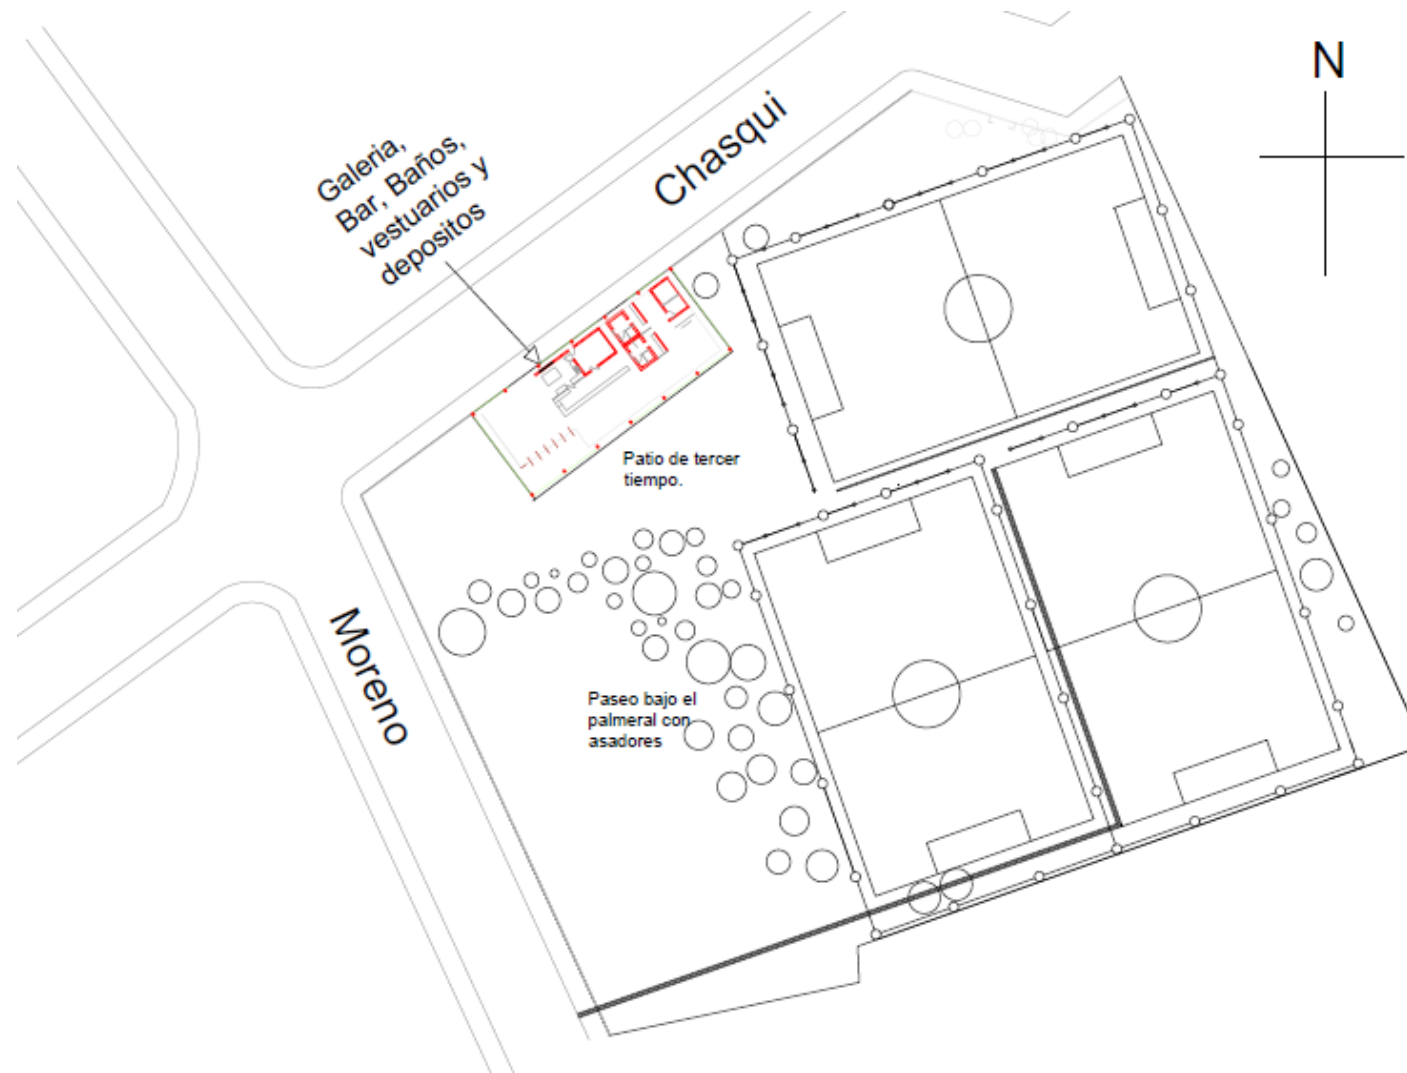 N
Chasqui
Galeria,
Bar, Baños,
vestuarios y
depositos
Patio de tercer
tiempo.
Moreno
Paseo bajo el
palmeral con
asadores